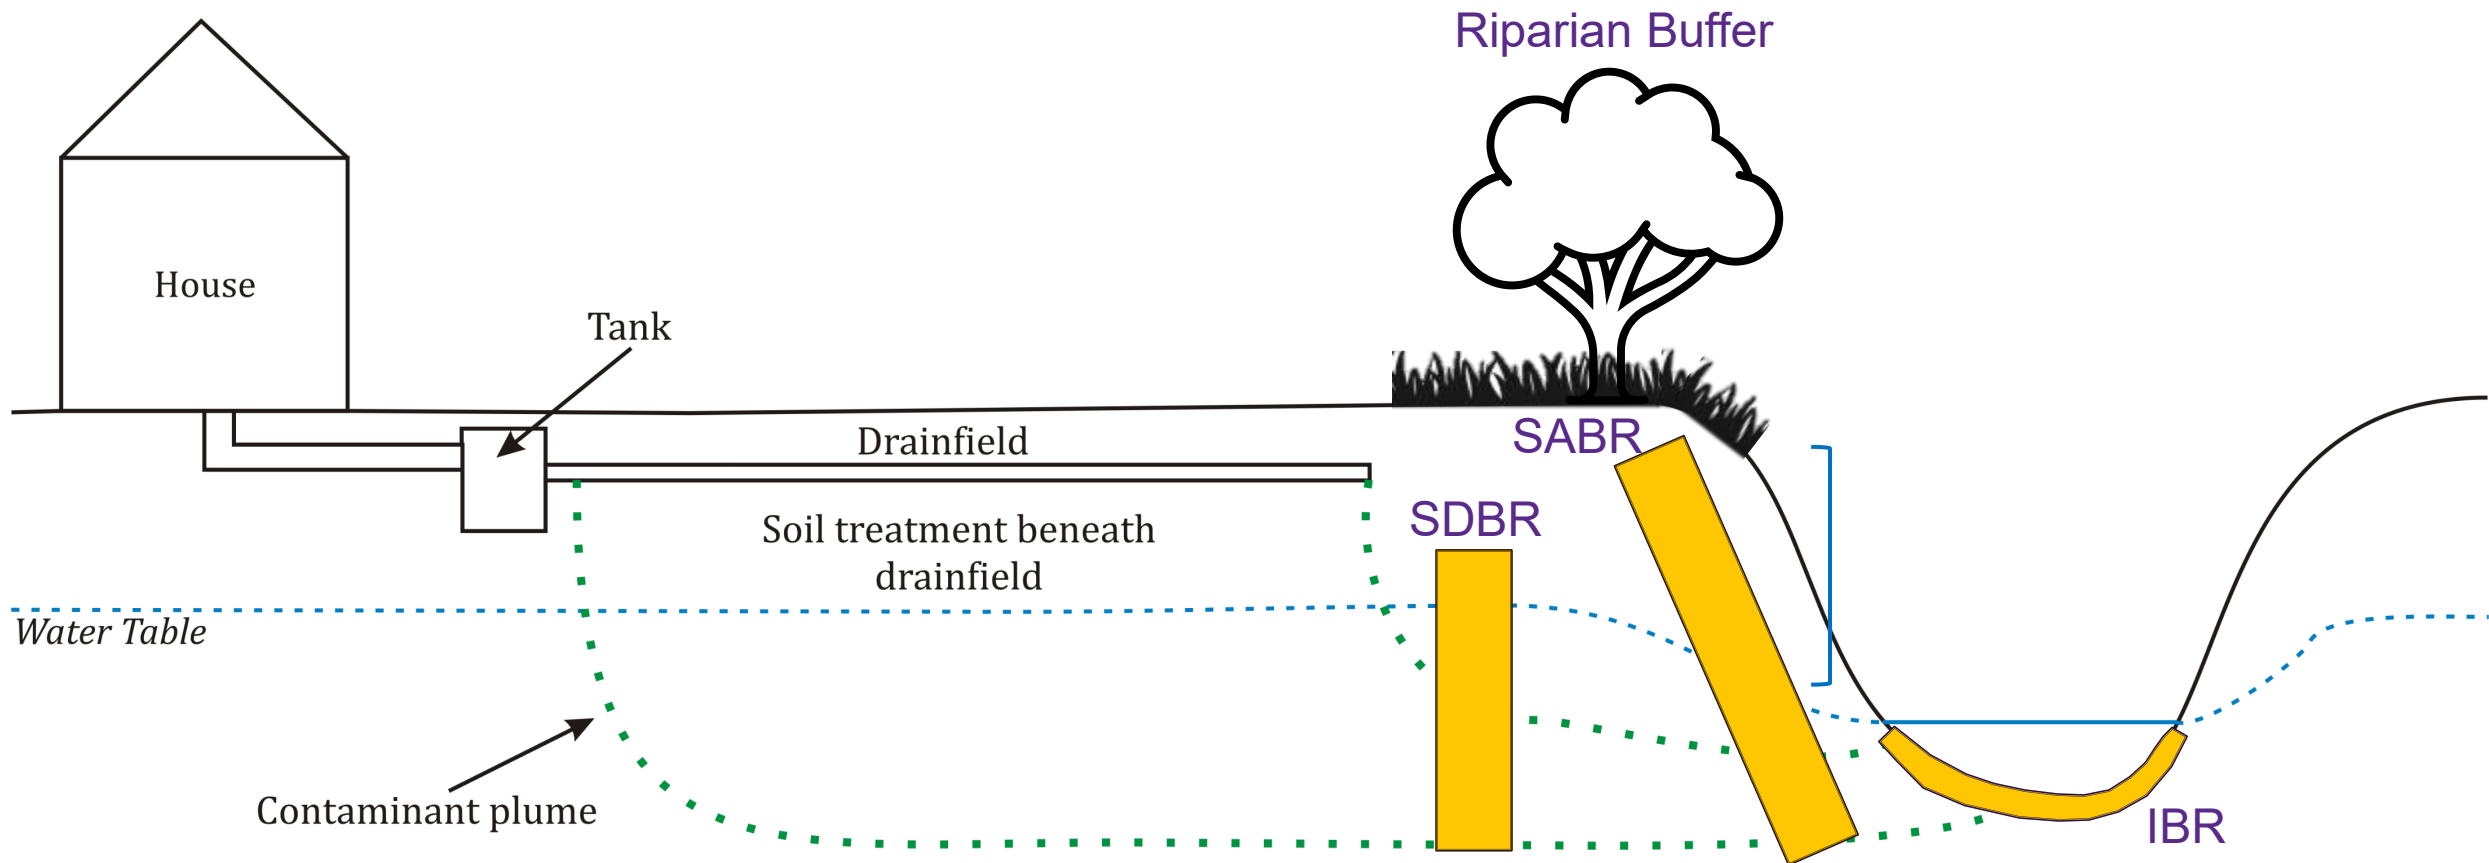 Riparian Buffer
House
Tank
Drainfield
SABR
SDBR
Soil treatment beneath
drainfield
Water Table
Contaminant plume
IBR